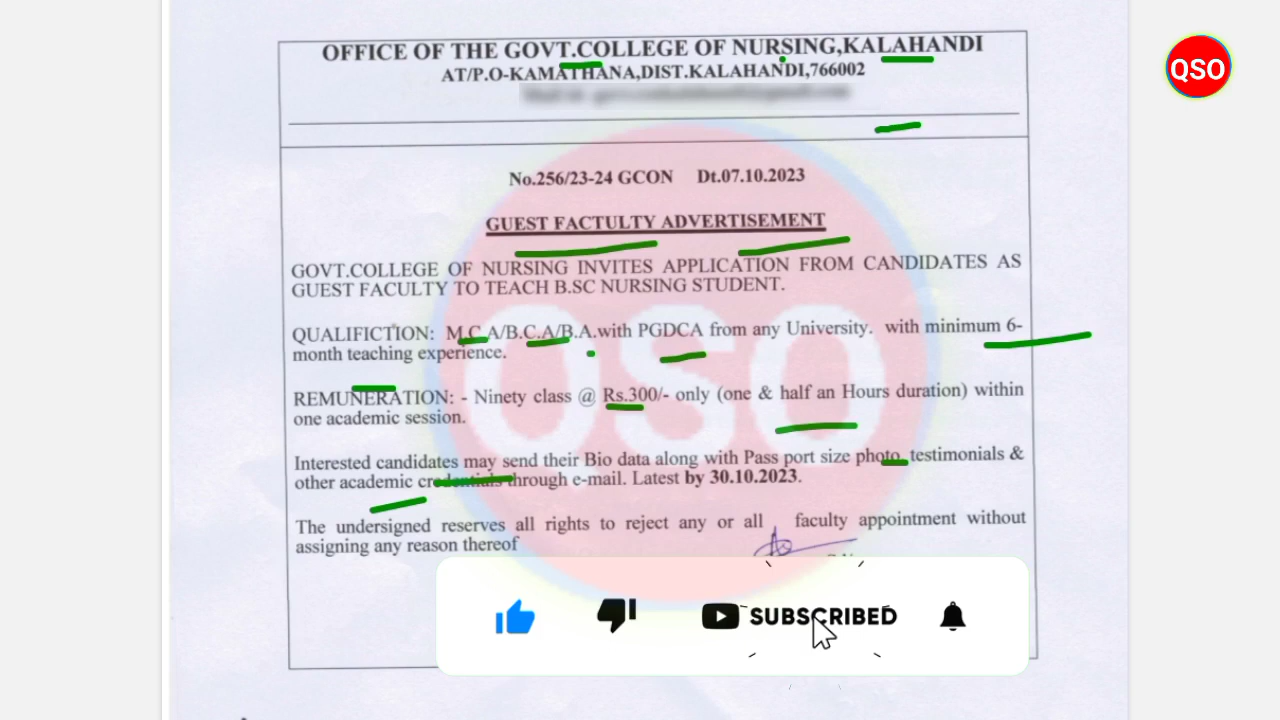 OFFICE OF THE GOVT.COLLEGE OF NURSING,KALAHANDI
AT/P.O-KAMATHANA,DIST.KALAHANDI,766002
QSO
No.256/23-24 GCON Dt.07.10.2023
GUEST FACTULTY ADVERTISEMENT
GOVT.COLLEGE OF NURSING INVITES APPLICATION FROM CANDIDATES AS
GUEST FACULTY TO TEACH B.SC NURSING STUDENT.
QUALIFICTION: M.C.A/B.C.A/B.A.with PGDCA from any University. with minimum 6-
month teaching experience.
REMUNERATION: - Ninety class @ Rs.300/- only (one & half an Hours duration) within
one academic session.
QSO
Interested candidates may send their Bio data along with Pass port size photo, testimonials &
other academic credentials through e-mail. Latest by 30.10.2023.
The undersigned reserves all rights to reject any or all faculty appointment without
assigning any reason thereof
SUBSCRIBED